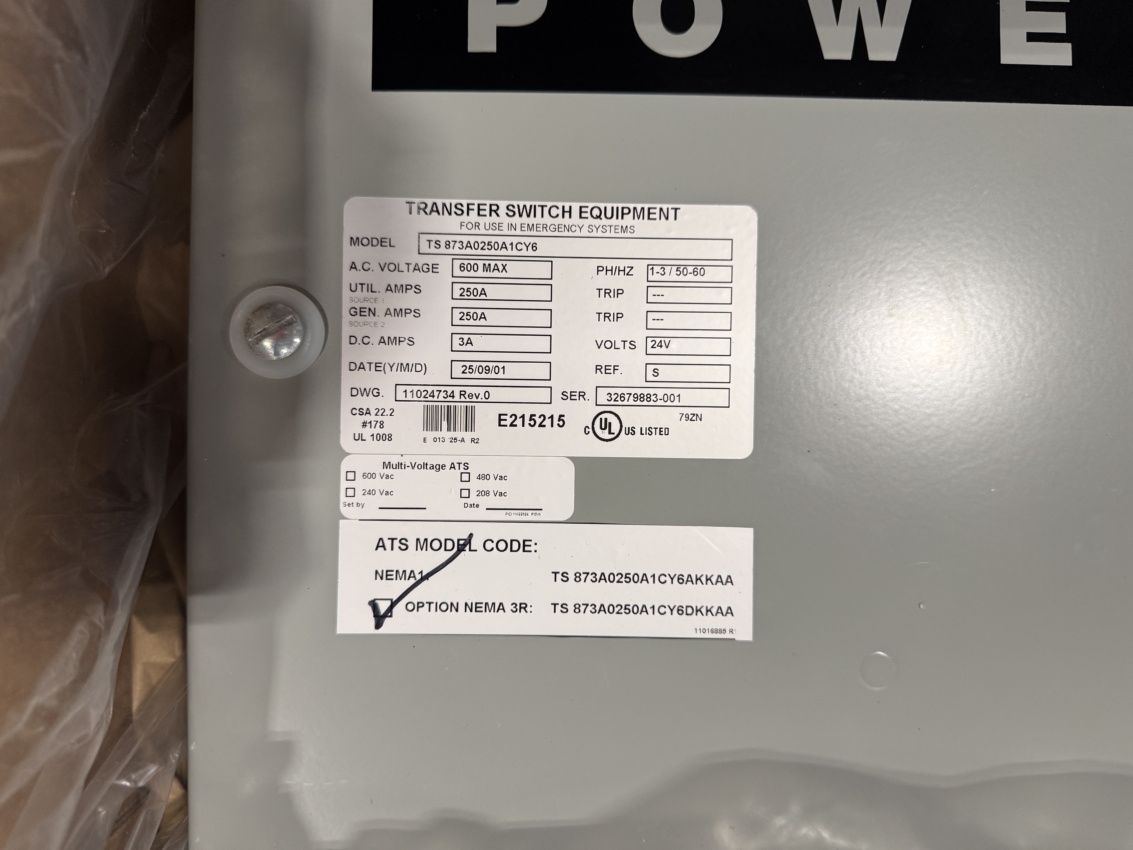 POWE
TRANSFER SWITCH EQUIPMENT
FOR USE IN EMERGENCY SYSTEMS
MODEL TS 873A0250A1CY6
A.C. VOLTAGE 600 MAX PH/HZ 1-3 / 50-60
UTIL. AMPS 250A TRIP ---
SOURCE 1
GEN. AMPS 250A TRIP ---
SOURCE 2
D.C. AMPS 3A VOLTS 24V
DATE(Y/M/D) 25/09/01 REF. S
DWG. 11024734 Rev.0 SER. 32679883-001
CSA 22.2 #178 UL 1008 E215215 C UL US LISTED 79ZN
E 013 25-A R2
Multi-Voltage ATS
600 Vac 480 Vac
240 Vac 208 Vac
Set by Date
ATS MODEL CODE:
NEMA1: TS 873A0250A1CY6AKKAA
OPTION NEMA 3R: TS 873A0250A1CY6DKKAA